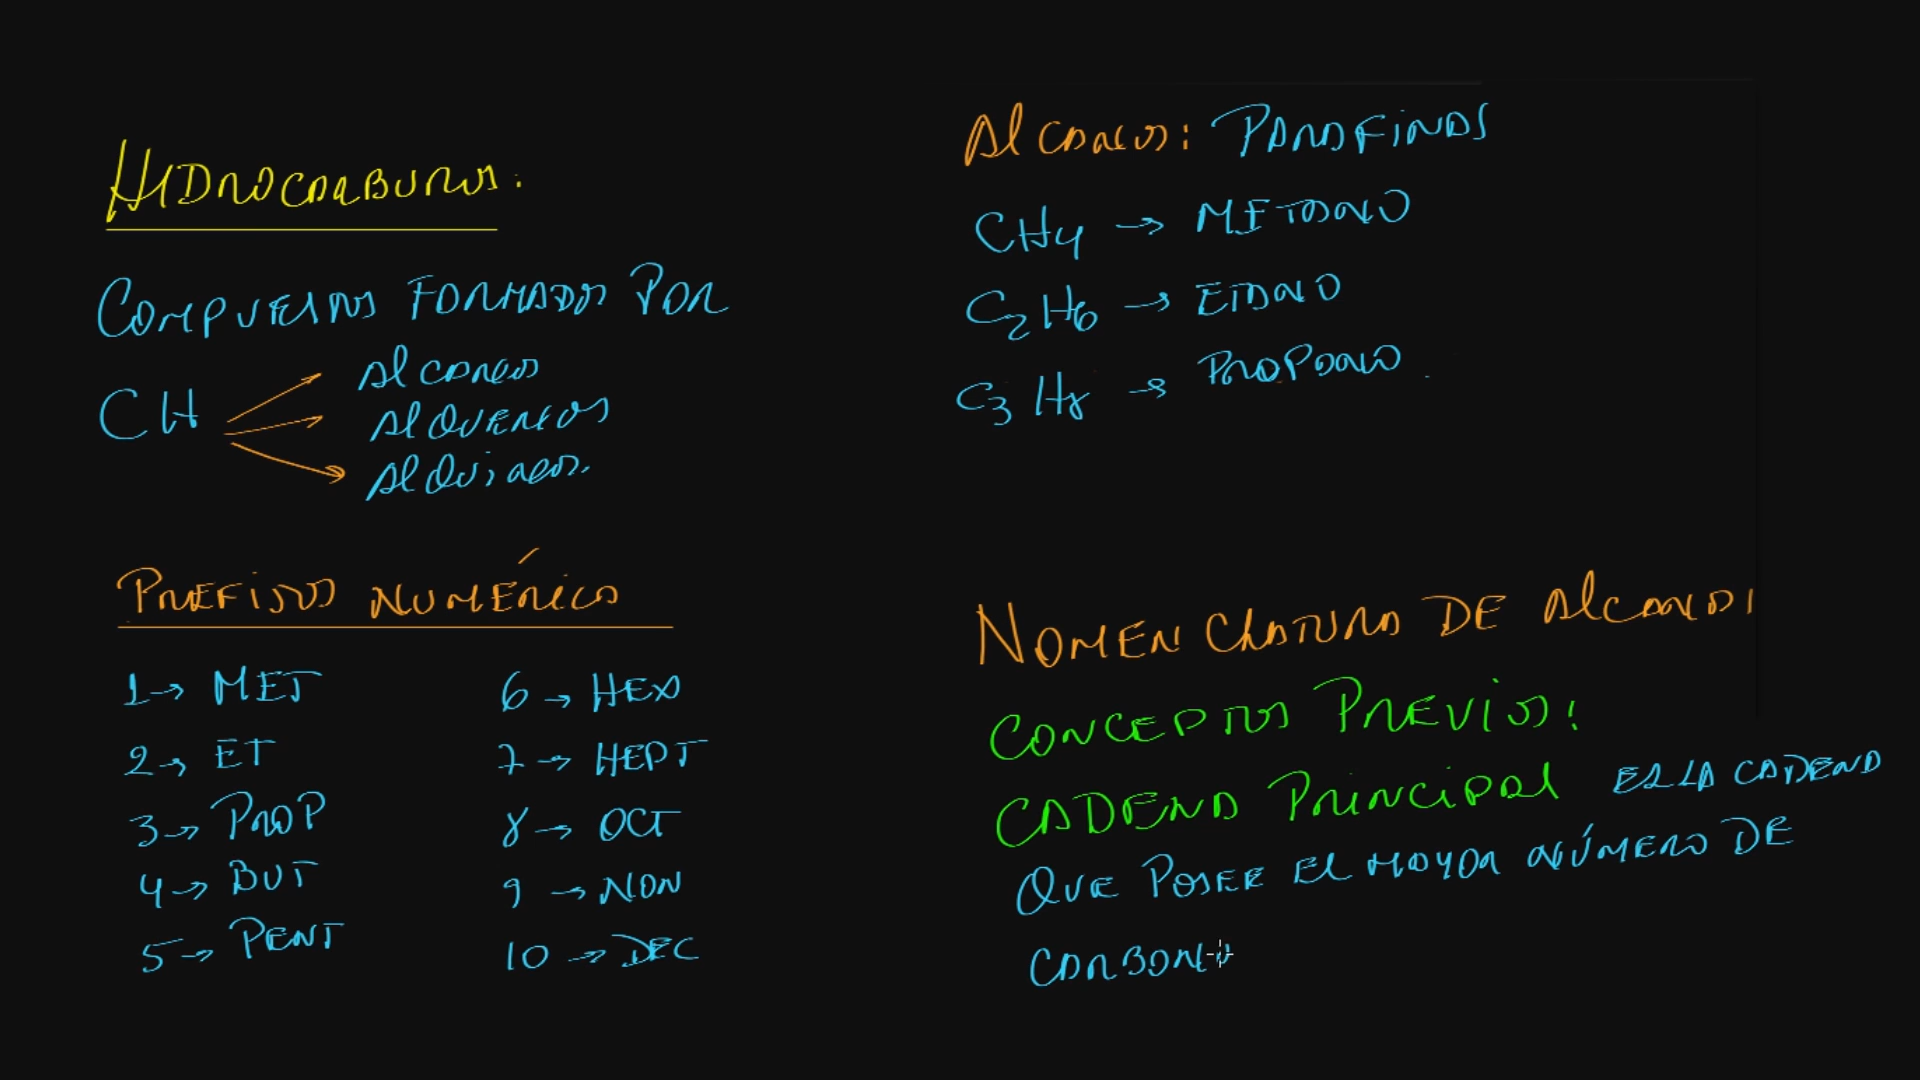 HIDROCARBUROS.
COMPUESTOS FORMADOS POR
CH
AlCANOS
AlQUENOS
AlQUiNOS.
PREFIJOS NUMÉRICO
1→ MET
2→ ET
3→ PROP
4→ BUT
5→ PENT
6→ HEX
7→ HEPT
8→ OCT
9→ NON
10→ DEC
AlCANOS: PARAFiNAS
CH4 → METANO
C2H6 → ETANO
C3H8 → PROPANO.
NOMENClATURA DE AlCANOS:
CONCEPTOS PREVIOS:
CADENA PRINCiPAl ES LA CADENA
QUE POSEE El MAYOR NÚMERO DE
CARBONO